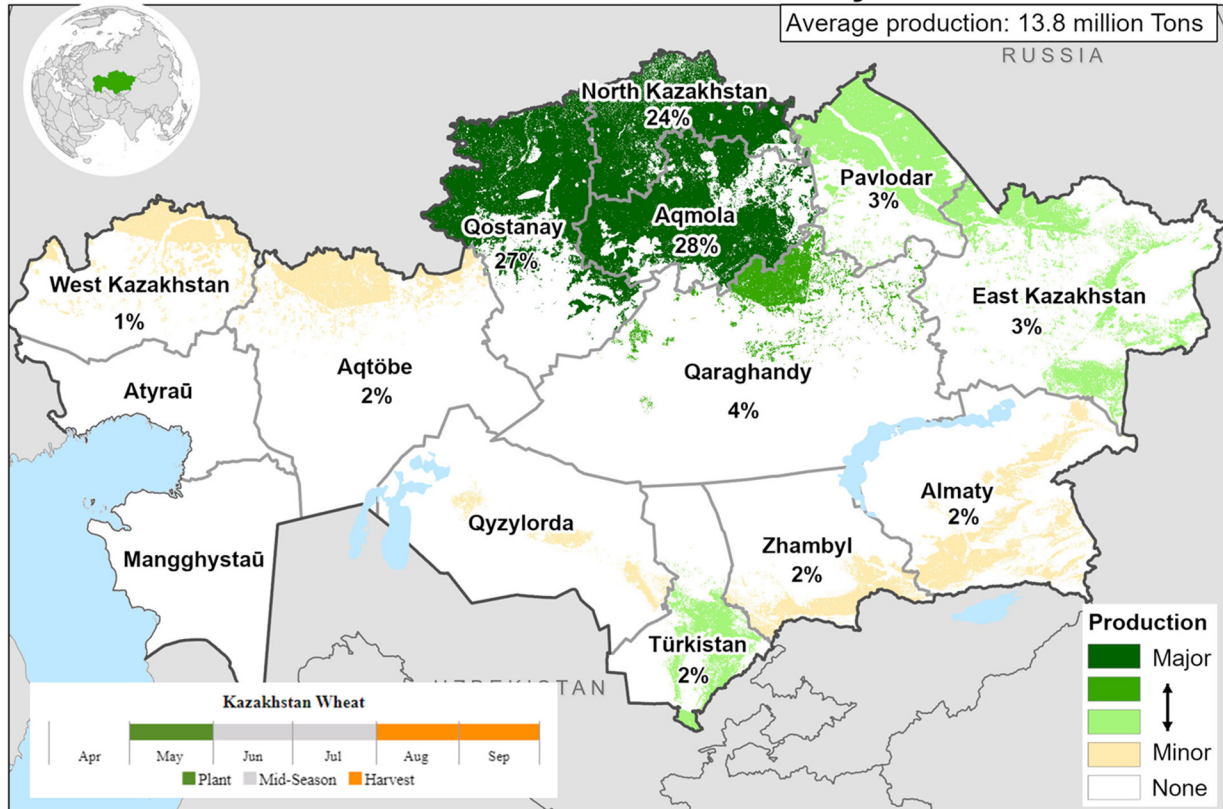 Average production: 13.8 million Tons
RUSSIA
North Kazakhstan
24%
Pavlodar
3%
Qostanay
27%
Aqmola
28%
West Kazakhstan
1%
East Kazakhstan
3%
Aqtöbe
2%
Atyraū
Qaraghandy
4%
Almaty
2%
Qyzylorda
Zhambyl
2%
Mangghystaū
Türkistan
2%
UZBEKISTAN
Production
Major
Minor
None
Kazakhstan Wheat
Apr May Jun Jul Aug Sep
Plant Mid-Season Harvest